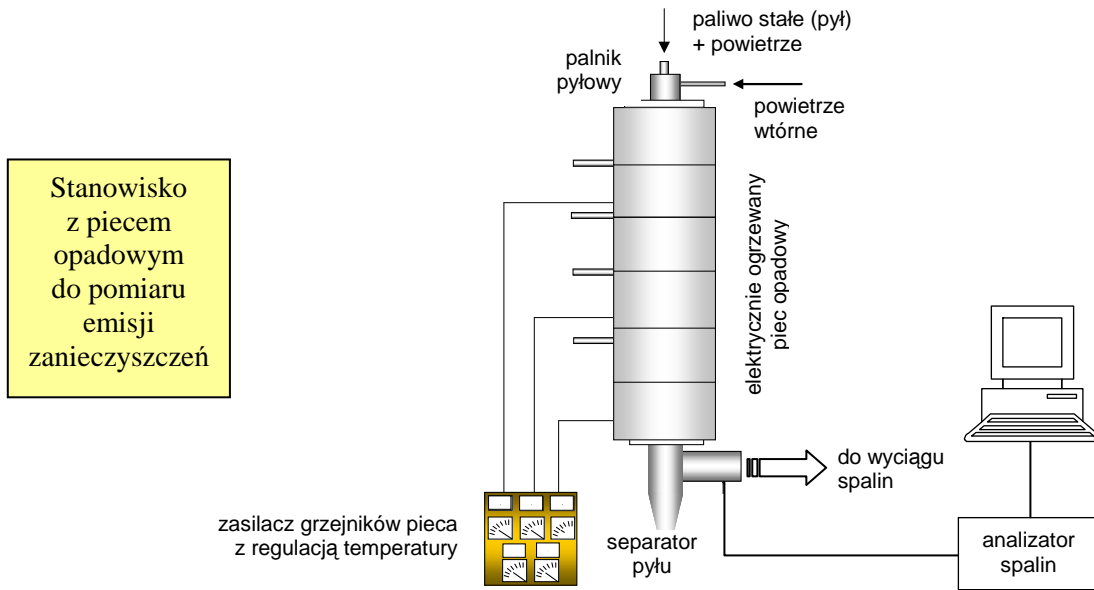 paliwo stałe (pył)
+ powietrze
palnik
pyłowy
powietrze
wtórne
Stanowisko
z piecem
opadowym
do pomiaru
emisji
zanieczyszczeń
elektrycznie ogrzewany
piec opadowy
do wyciągu
spalin
zasilacz grzejników pieca
z regulacją temperatury
separator
pyłu
analizator
spalin